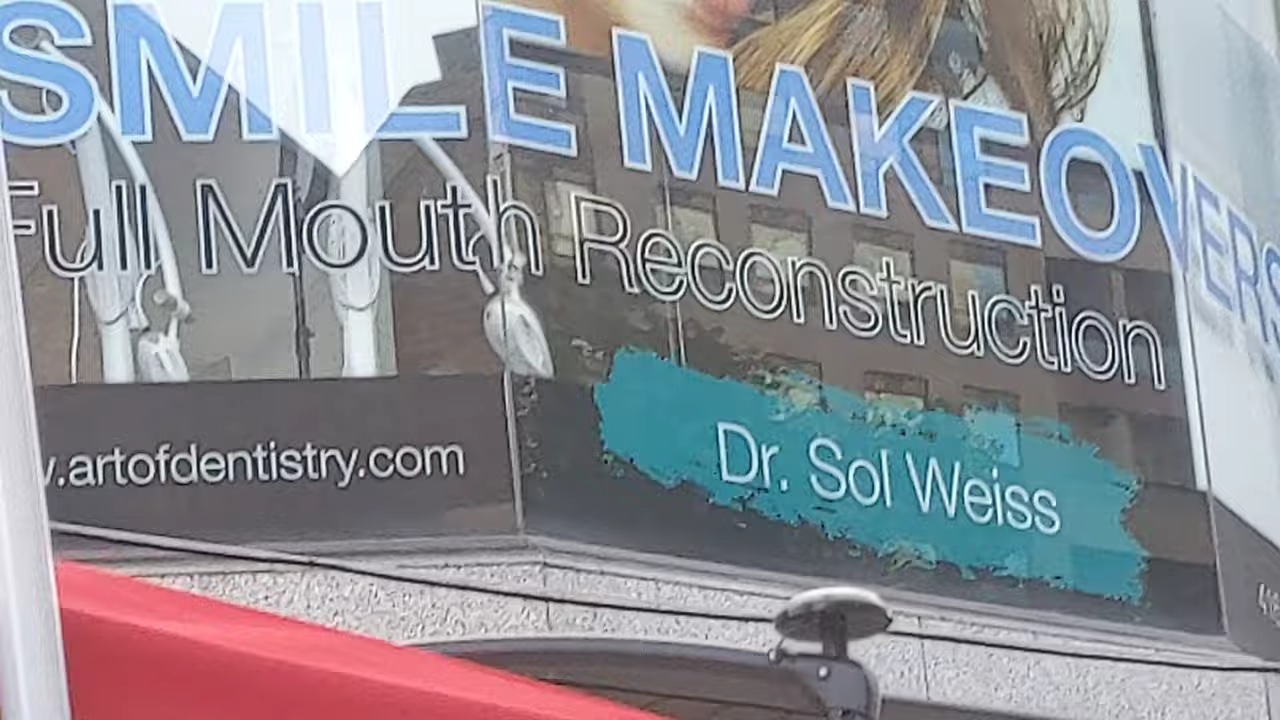 SMILE MAKEOVERS
Full Mouth Reconstruction
.artofdentistry.com
Dr. Sol Weiss